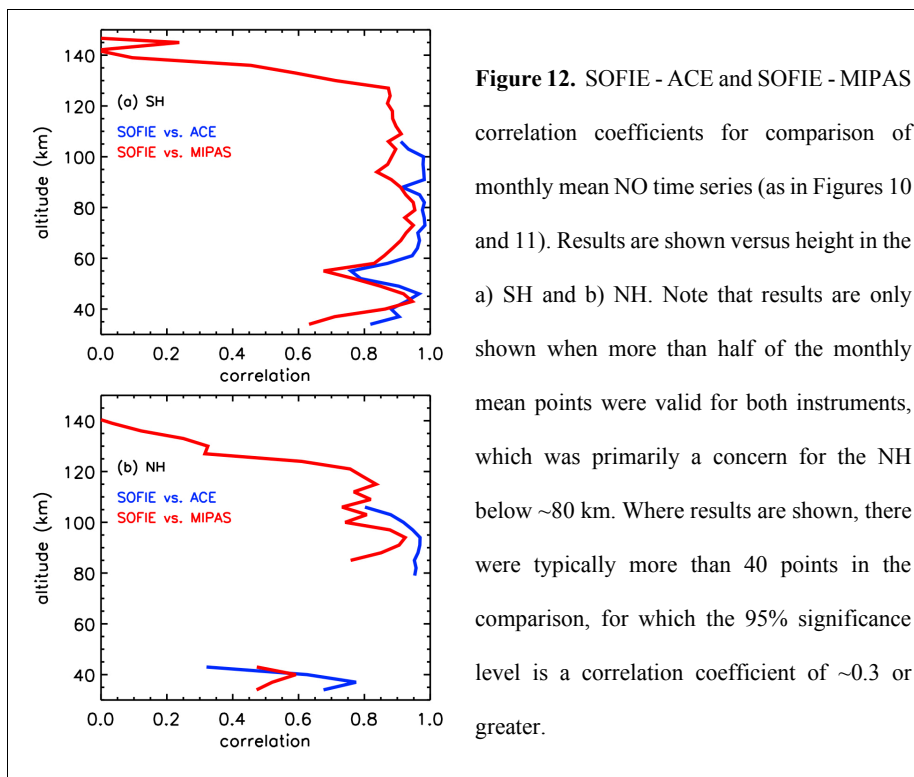 140
120
100
80
60
40
altitude (km)
(a) SH
SOFIE vs. ACE
SOFIE vs. MIPAS
0.0 0.2 0.4 0.6 0.8 1.0
correlation
140
120
100
80
60
40
altitude (km)
(b) NH
SOFIE vs. ACE
SOFIE vs. MIPAS
0.0 0.2 0.4 0.6 0.8 1.0
correlation
Figure 12. SOFIE - ACE and SOFIE - MIPAS
correlation coefficients for comparison of
monthly mean NO time series (as in Figures 10
and 11). Results are shown versus height in the
a) SH and b) NH. Note that results are only
shown when more than half of the monthly
mean points were valid for both instruments,
which was primarily a concern for the NH
below ~80 km. Where results are shown, there
were typically more than 40 points in the
comparison, for which the 95% significance
level is a correlation coefficient of ~0.3 or
greater.